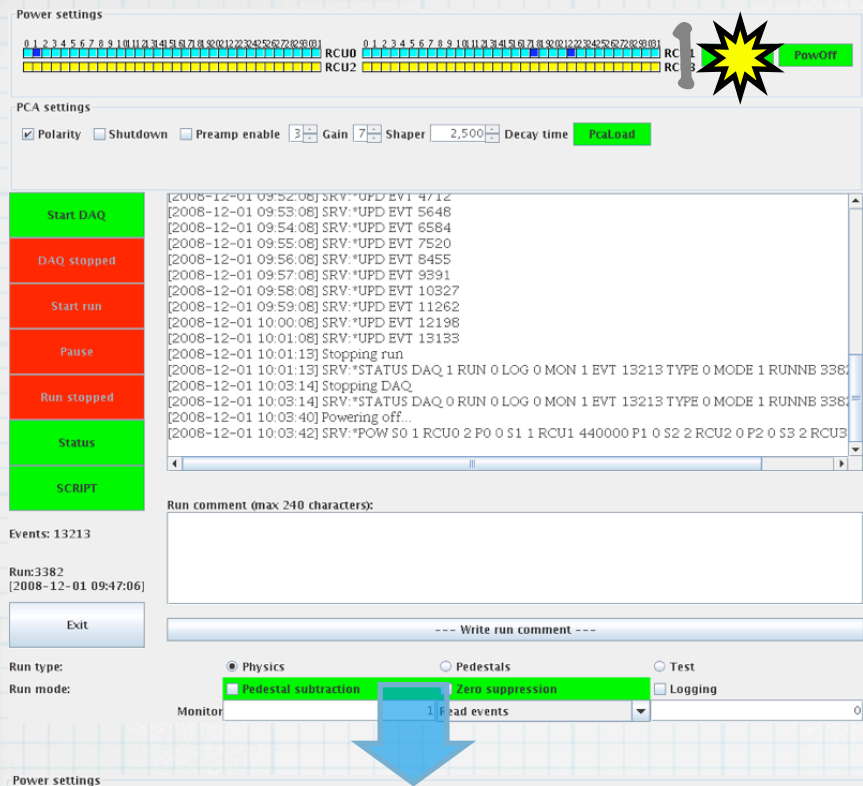 Power settings
0 1 2 3 4 5 6 7 8 9 10 11 12 13 14 15 16 17 18 19 20 21 22 23 24 25 26 27 28 29 30 31 RCU0 0 1 2 3 4 5 6 7 8 9 10 11 12 13 14 15 16 17 18 19 20 21 22 23 24 25 26 27 28 29 30 31 PowOff
RCU2
PCA settings
Polarity Shutdown Preamp enable 3 Gain 7 Shaper 2,500 Decay time PcaLoad
Start DAQ
DAQ stopped
Start run
Pause
Run stopped
Status
SCRIPT
[2008-12-01 09:52:08] SRV:*UPD EVT 4712
[2008-12-01 09:53:08] SRV:*UPD EVT 5648
[2008-12-01 09:54:08] SRV:*UPD EVT 6584
[2008-12-01 09:55:08] SRV:*UPD EVT 7520
[2008-12-01 09:56:08] SRV:*UPD EVT 8455
[2008-12-01 09:57:08] SRV:*UPD EVT 9391
[2008-12-01 09:58:08] SRV:*UPD EVT 10327
[2008-12-01 09:59:08] SRV:*UPD EVT 11262
[2008-12-01 10:00:08] SRV:*UPD EVT 12198
[2008-12-01 10:01:08] SRV:*UPD EVT 13133
[2008-12-01 10:01:13] Stopping run
[2008-12-01 10:01:13] SRV:*STATUS DAQ 1 RUN 0 LOG 0 MON 1 EVT 13213 TYPE 0 MODE 1 RUNNB 3382
[2008-12-01 10:03:14] Stopping DAQ
[2008-12-01 10:03:14] SRV:*STATUS DAQ 0 RUN 0 LOG 0 MON 1 EVT 13213 TYPE 0 MODE 1 RUNNB 3382
[2008-12-01 10:03:40] Powering off...
[2008-12-01 10:03:42] SRV:*POW S0 1 RCU0 2 P0 0 S1 1 RCU1 440000 P1 0 S2 2 RCU2 0 P2 0 S3 2 RCU3
Events: 13213
Run:3382
[2008-12-01 09:47:06]
Exit
Run comment (max 240 characters):
--- Write run comment ---
Run type: Physics Pedestals Test
Run mode: Pedestal subtraction Zero suppression Logging
Monitor 1 Read events 0
Power settings